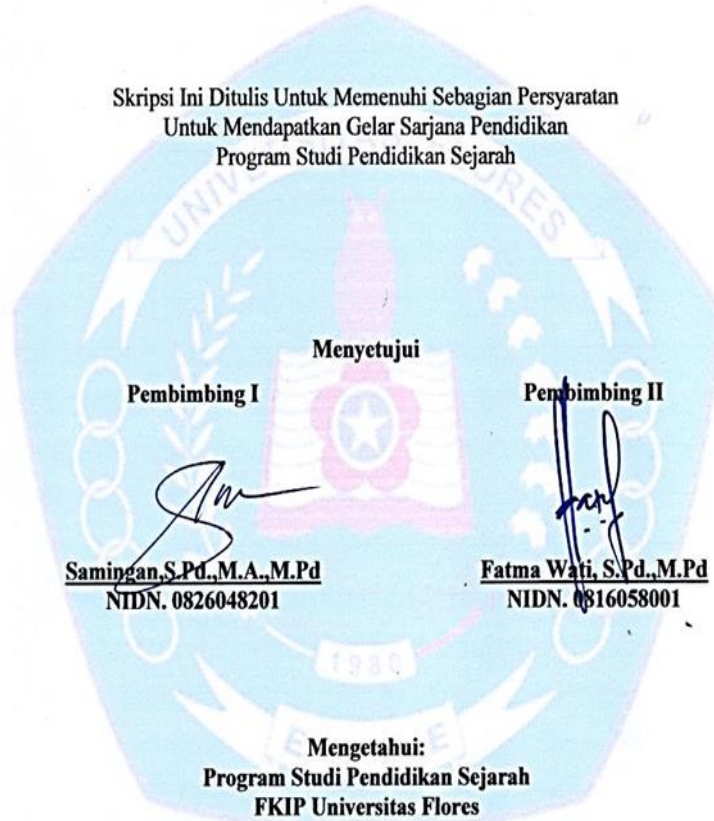 Skripsi Ini Ditulis Untuk Memenuhi Sebagian Persyaratan
Untuk Mendapatkan Gelar Sarjana Pendidikan
Program Studi Pendidikan Sejarah
Menyetujui
Pembimbing I
Pembimbing II
Samingan,S.Pd.,M.A.,M.Pd
Fatma Wati, S.Pd.,M.Pd
NIDN. 0826048201
NIDN. 0816058001
1980
Mengetahui:
Program Studi Pendidikan Sejarah
FKIP Universitas Flores